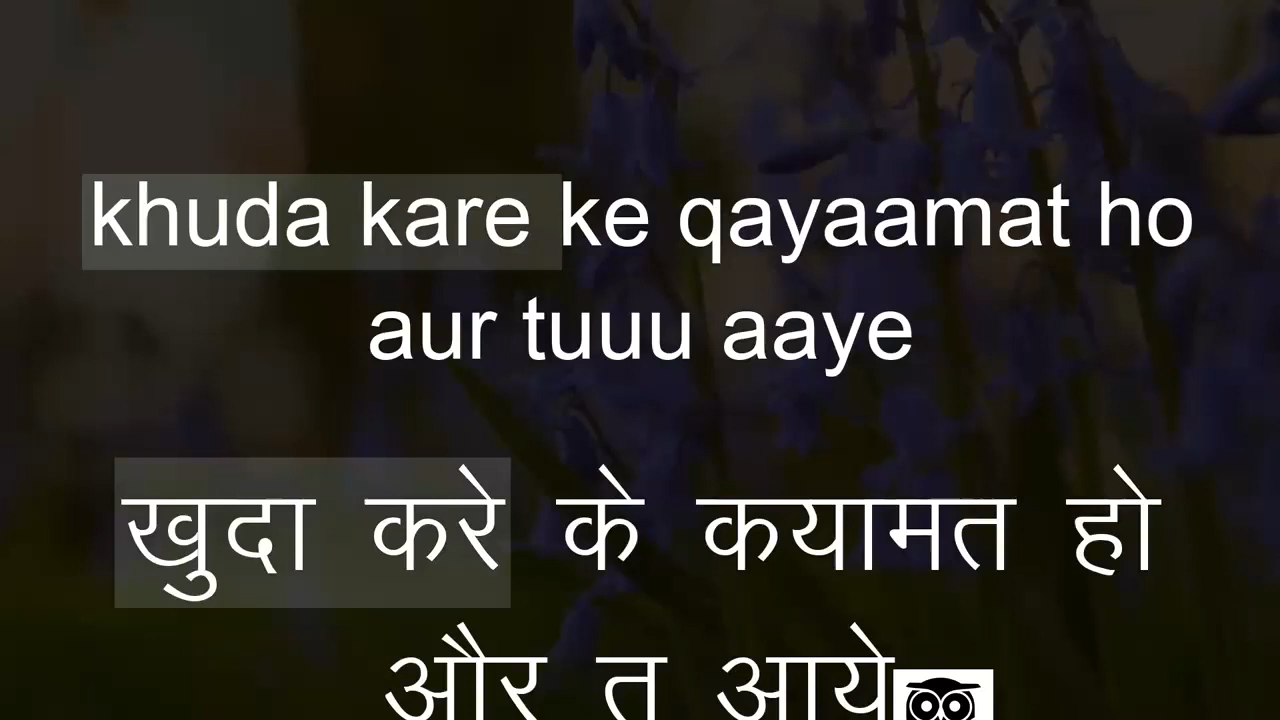 khuda kare ke qayaamat ho
aur tuuu aaye
खुदा करे के कयामत हो
और त आये